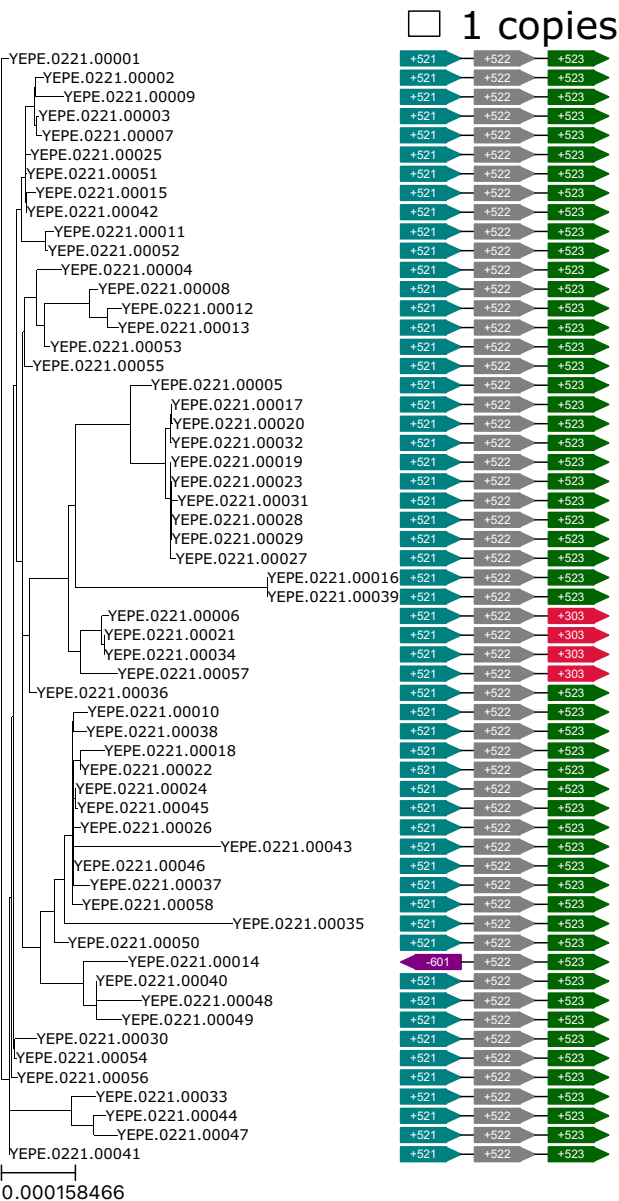 1 copies
YEPE.0221.00001 +521 +522 +523
YEPE.0221.00002 +521 +522 +523
YEPE.0221.00009 +521 +522 +523
YEPE.0221.00003 +521 +522 +523
YEPE.0221.00007 +521 +522 +523
YEPE.0221.00025 +521 +522 +523
YEPE.0221.00051 +521 +522 +523
YEPE.0221.00015 +521 +522 +523
YEPE.0221.00042 +521 +522 +523
YEPE.0221.00011 +521 +522 +523
YEPE.0221.00052 +521 +522 +523
YEPE.0221.00004 +521 +522 +523
YEPE.0221.00008 +521 +522 +523
YEPE.0221.00012 +521 +522 +523
YEPE.0221.00013 +521 +522 +523
YEPE.0221.00053 +521 +522 +523
YEPE.0221.00055 +521 +522 +523
YEPE.0221.00005 +521 +522 +523
YEPE.0221.00017 +521 +522 +523
YEPE.0221.00020 +521 +522 +523
YEPE.0221.00032 +521 +522 +523
YEPE.0221.00019 +521 +522 +523
YEPE.0221.00023 +521 +522 +523
YEPE.0221.00031 +521 +522 +523
YEPE.0221.00028 +521 +522 +523
YEPE.0221.00029 +521 +522 +523
YEPE.0221.00027 +521 +522 +523
YEPE.0221.00016 +521 +522 +523
YEPE.0221.00039 +521 +522 +523
YEPE.0221.00006 +521 +522 +303
YEPE.0221.00021 +521 +522 +303
YEPE.0221.00034 +521 +522 +303
YEPE.0221.00057 +521 +522 +303
YEPE.0221.00036 +521 +522 +523
YEPE.0221.00010 +521 +522 +523
YEPE.0221.00038 +521 +522 +523
YEPE.0221.00018 +521 +522 +523
YEPE.0221.00022 +521 +522 +523
YEPE.0221.00024 +521 +522 +523
YEPE.0221.00045 +521 +522 +523
YEPE.0221.00026 +521 +522 +523
YEPE.0221.00043 +521 +522 +523
YEPE.0221.00046 +521 +522 +523
YEPE.0221.00037 +521 +522 +523
YEPE.0221.00058 +521 +522 +523
YEPE.0221.00035 +521 +522 +523
YEPE.0221.00050 +521 +522 +523
YEPE.0221.00014 -601 +522 +523
YEPE.0221.00040 +521 +522 +523
YEPE.0221.00048 +521 +522 +523
YEPE.0221.00049 +521 +522 +523
YEPE.0221.00030 +521 +522 +523
YEPE.0221.00054 +521 +522 +523
YEPE.0221.00056 +521 +522 +523
YEPE.0221.00033 +521 +522 +523
YEPE.0221.00044 +521 +522 +523
YEPE.0221.00047 +521 +522 +523
YEPE.0221.00041 +521 +522 +523
0.000158466